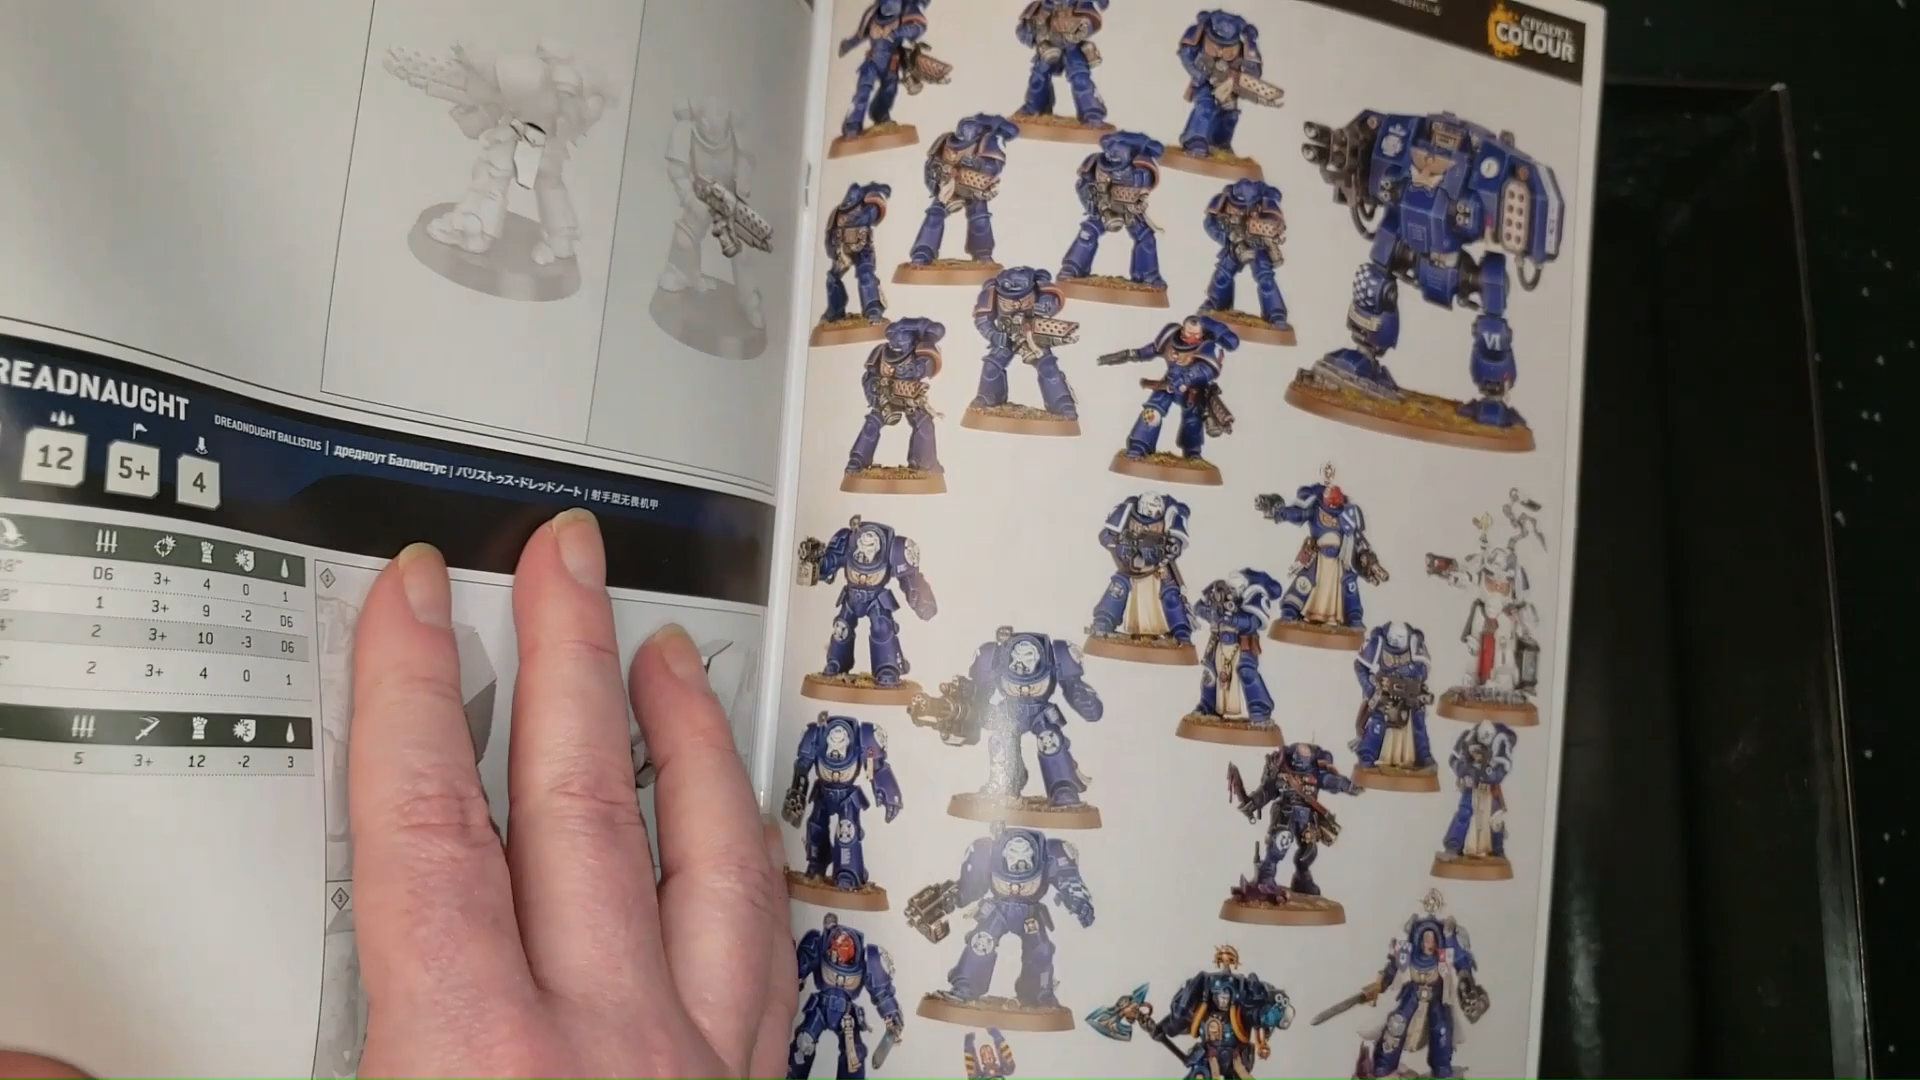 READNAUGHT
DREADNOUGHT BALLISTUS | дредноут Баллистус | バリストゥス・ドレッドノート | 射手型无畏机甲
12 5+ 4
D6 3+ 4 0 1
1 3+ 9 -2 D6
2 3+ 10 -3 D6
2 3+ 4 0 1
5 3+ 12 -2 3
1
3
CITADEL
COLOUR
VI